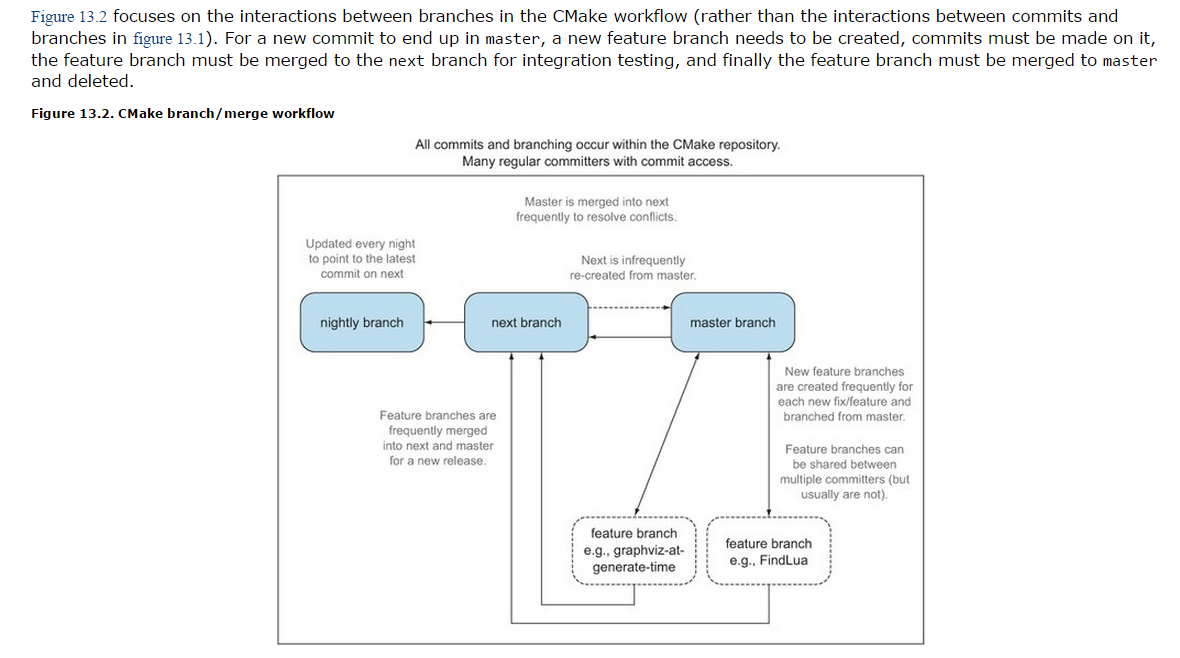 Figure 13.2 focuses on the interactions between branches in the CMake workflow (rather than the interactions between commits and
branches in figure 13.1). For a new commit to end up in master, a new feature branch needs to be created, commits must be made on it,
the feature branch must be merged to the next branch for integration testing, and finally the feature branch must be merged to master
and deleted.
Figure 13.2. CMake branch/merge workflow
All commits and branching occur within the CMake repository.
Many regular committers with commit access.
Master is merged into next
frequently to resolve conflicts.
Updated every night
to point to the latest
commit on next
Next is infrequently
re-created from master.
nightly branch
next branch
master branch
New feature branches
are created frequently for
each new fix/feature and
branched from master.
Feature branches are
frequently merged
into next and master
for a new release.
Feature branches can
be shared between
multiple committers (but
usually are not).
feature branch
e.g., graphviz-at-
generate-time
feature branch
e.g., FindLua